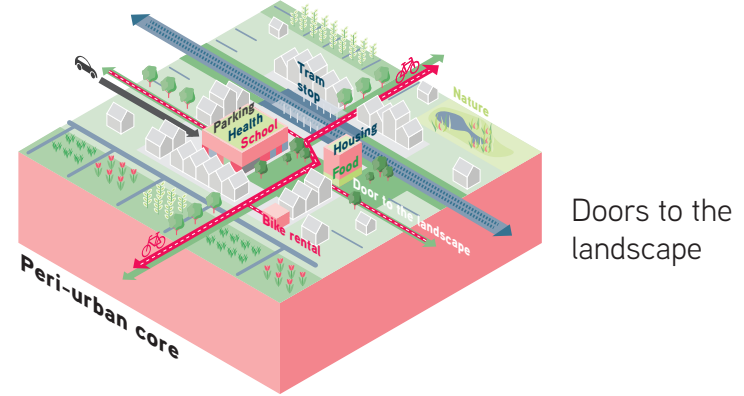 Tram
stop
Nature
Parking
Health
School
Housing
Food
Door to the
landscape
Bike rental
Peri-urban core
Doors to the
landscape